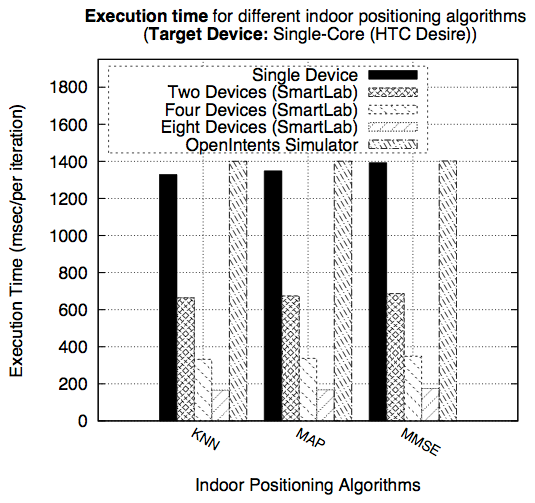 Execution time for different indoor positioning algorithms
(Target Device: Single-Core (HTC Desire))
Single Device
Two Devices (SmartLab)
Four Devices (SmartLab)
Eight Devices (SmartLab)
OpenIntents Simulator
Execution Time (msec/per iteration)
1800
1600
1400
1200
1000
800
600
400
200
0
KNN
MAP
MMSE
Indoor Positioning Algorithms